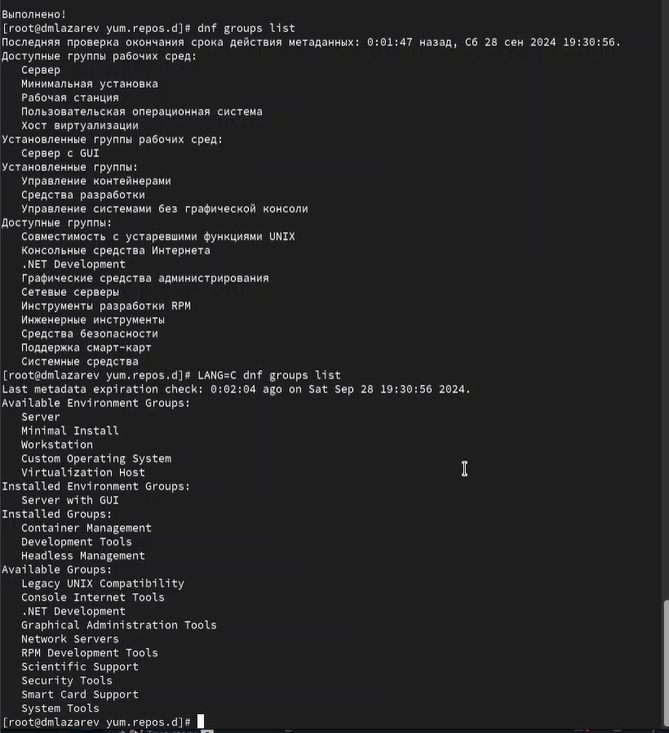 Выполнено!
[root@dmlazarev yum.repos.d]# dnf groups list
Последняя проверка окончания срока действия метаданных: 0:01:47 назад, Сб 28 сен 2024 19:30:56.
Доступные группы рабочих сред:
Сервер
Минимальная установка
Рабочая станция
Пользовательская операционная система
Хост виртуализации
Установленные группы рабочих сред:
Сервер с GUI
Установленные группы:
Управление контейнерами
Средства разработки
Управление системами без графической консоли
Доступные группы:
Совместимость с устаревшими функциями UNIX
Консольные средства Интернета
.NET Development
Графические средства администрирования
Сетевые серверы
Инструменты разработки RPM
Инженерные инструменты
Средства безопасности
Поддержка смарт-карт
Системные средства
[root@dmlazarev yum.repos.d]# LANG=C dnf groups list
Last metadata expiration check: 0:02:04 ago on Sat Sep 28 19:30:56 2024.
Available Environment Groups:
Server
Minimal Install
Workstation
Custom Operating System
Virtualization Host
Installed Environment Groups:
Server with GUI
Installed Groups:
Container Management
Development Tools
Headless Management
Available Groups:
Legacy UNIX Compatibility
Console Internet Tools
.NET Development
Graphical Administration Tools
Network Servers
RPM Development Tools
Scientific Support
Security Tools
Smart Card Support
System Tools
[root@dmlazarev yum.repos.d]#